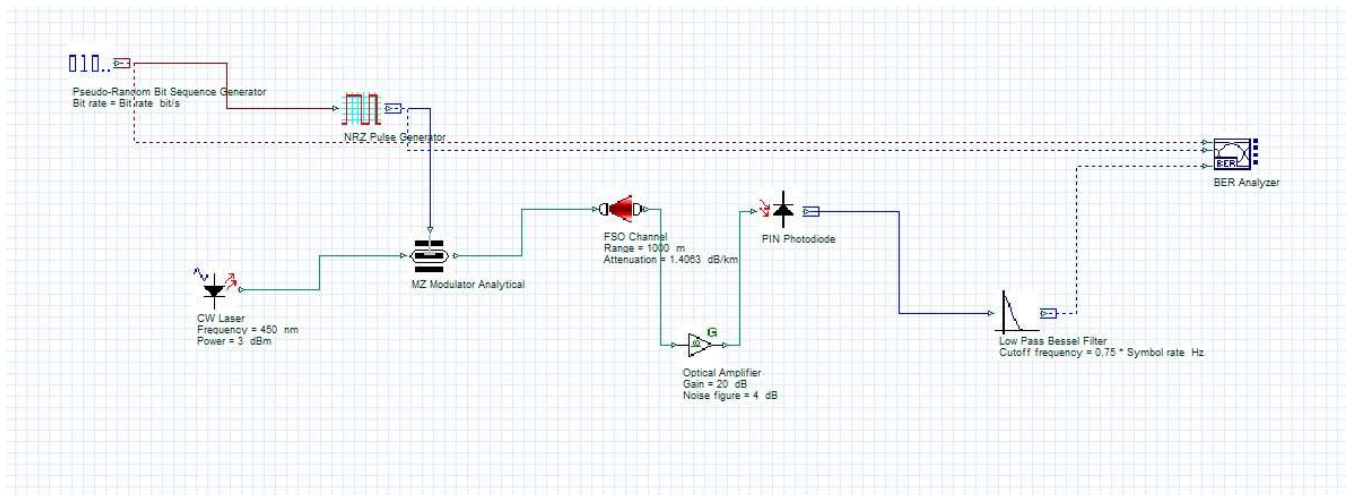 010..
Pseudo-Random Bit Sequence Generator
Bit rate = Bit rate bit/s
NRZ Pulse Generator
BER
BER Analyzer
FSO Channel
Range = 1000 m
Attenuation = 1.4063 dB/km
PIN Photodiode
MZ Modulator Analytical
CW Laser
Frequency = 450 nm
Power = 3 dBm
Low Pass Bessel Filter
Cutoff frequency = 0.75 * Symbol rate Hz
G
Optical Amplifier
Gain = 20 dB
Noise figure = 4 dB